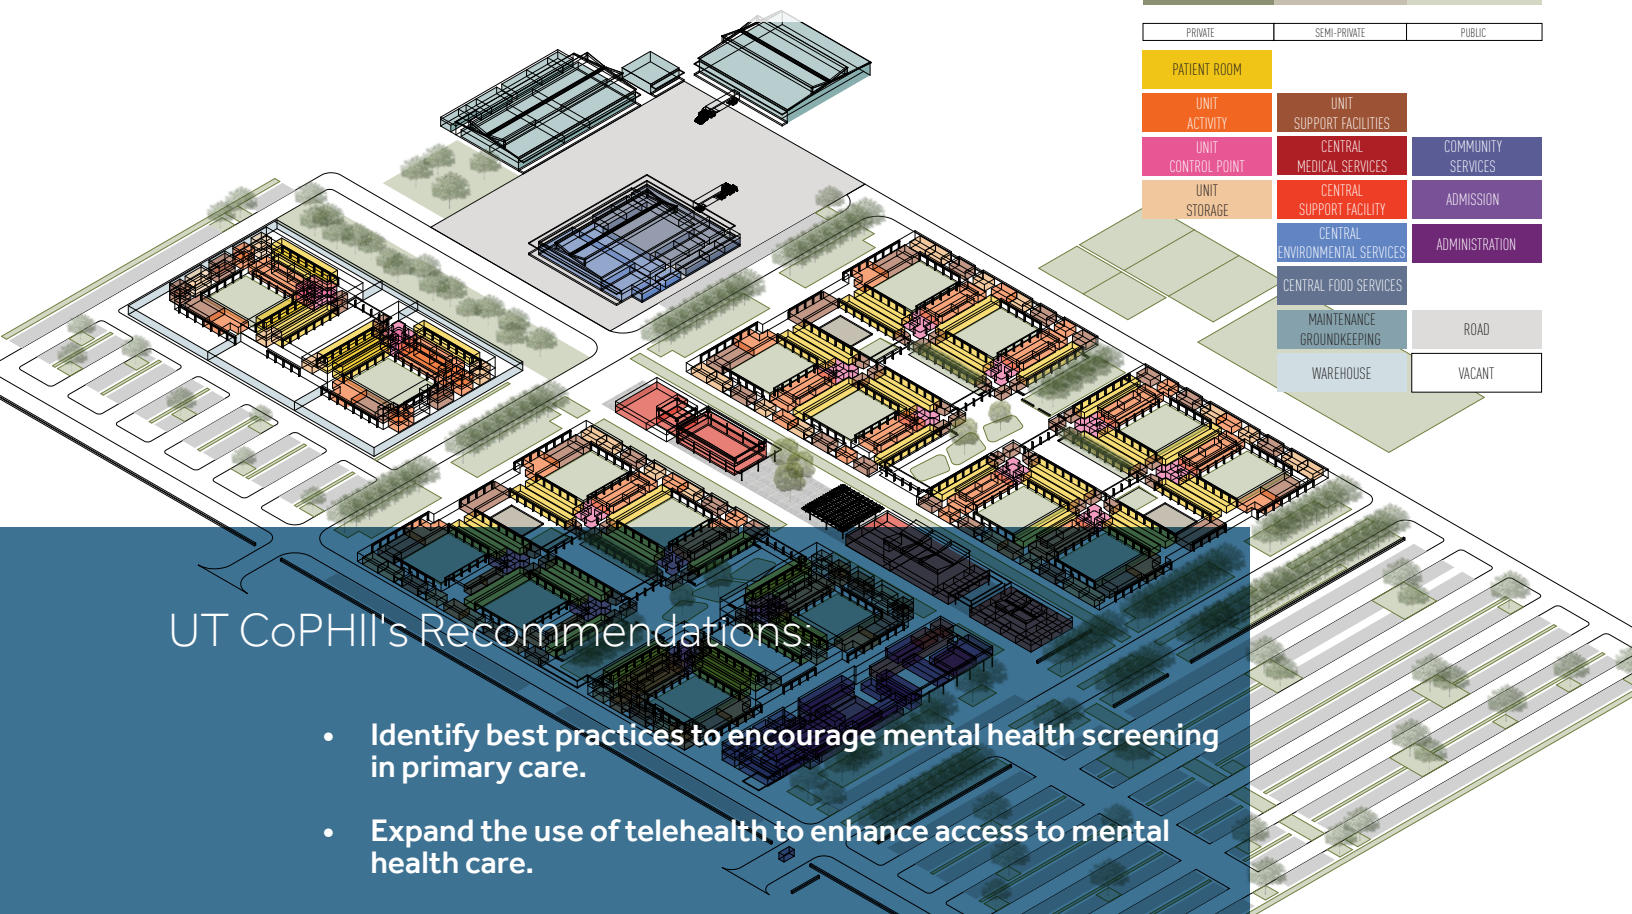 PRIVATE SEMI-PRIVATE PUBLIC
PATIENT ROOM
UNIT
ACTIVITY
UNIT
SUPPORT FACILITIES
UNIT
CONTROL POINT
CENTRAL
MEDICAL SERVICES
COMMUNITY
SERVICES
UNIT
STORAGE
CENTRAL
SUPPORT FACILITY
ADMISSION
CENTRAL
ENVIRONMENTAL SERVICES
ADMINISTRATION
CENTRAL FOOD SERVICES
MAINTENANCE
GROUNDKEEPING
ROAD
WAREHOUSE
VACANT
UT CoPHII's Recommendations:
• Identify best practices to encourage mental health screening
in primary care.
• Expand the use of telehealth to enhance access to mental
health care.